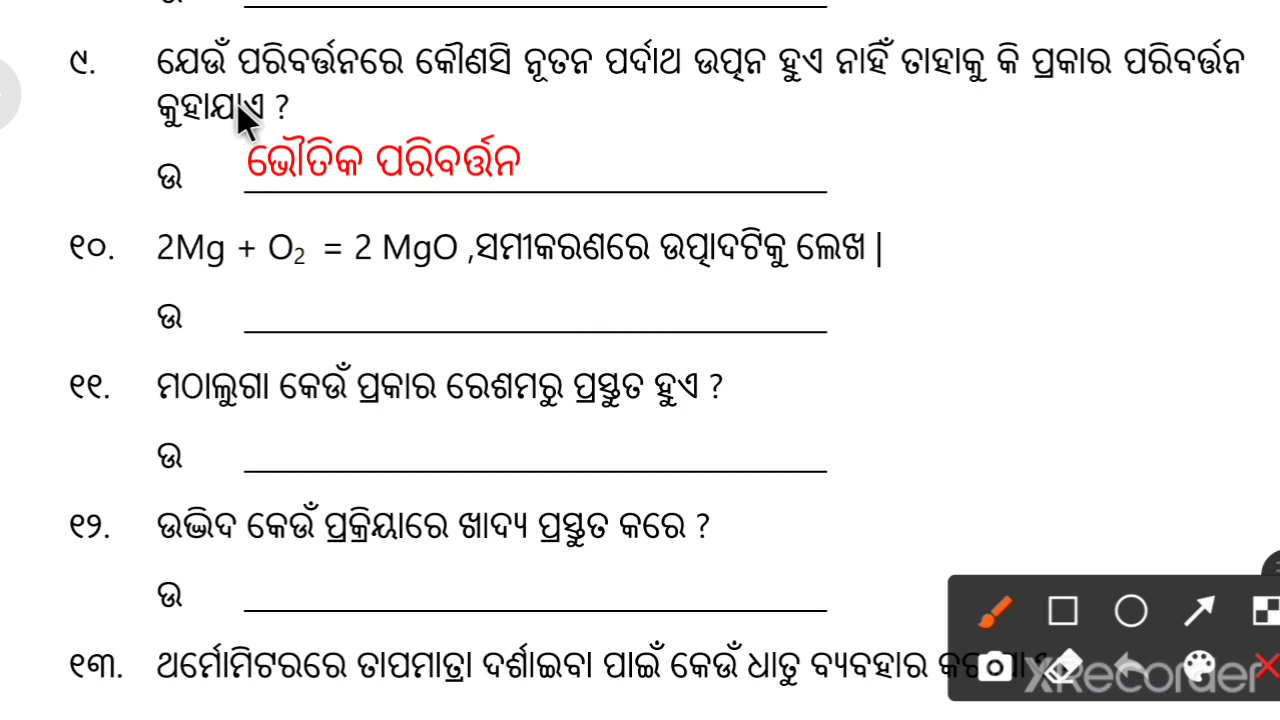 ୯. ଯେଉଁ ପରିବର୍ତ୍ତନରେ କୌଣସି ନୂତନ ପର୍ଦାଥ ଉତ୍ପନ ହୁଏ ନାହିଁ ତାହାକୁ କି ପ୍ରକାର ପରିବର୍ତ୍ତନ
କୁହାଯାଏ ?
ଉ ଭୌତିକ ପରିବର୍ତ୍ତନ
୧୦. 2Mg + O₂ = 2 MgO ,ସମୀକରଣରେ ଉତ୍ପାଦଟିକୁ ଲେଖ |
ଉ
୧୧. ମଠାଲୁଗା କେଉଁ ପ୍ରକାର ରେଶମରୁ ପ୍ରସ୍ତୁତ ହୁଏ ?
ଉ
୧୨. ଉଦ୍ଭିଦ କେଉଁ ପ୍ରକ୍ରିୟାରେ ଖାଦ୍ୟ ପ୍ରସ୍ତୁତ କରେ ?
ଉ
୧୩. ଥର୍ମୋମିଟରରେ ତାପମାତ୍ରା ଦର୍ଶାଇବା ପାଇଁ କେଉଁ ଧାତୁ ବ୍ୟବହାର
XRecorder